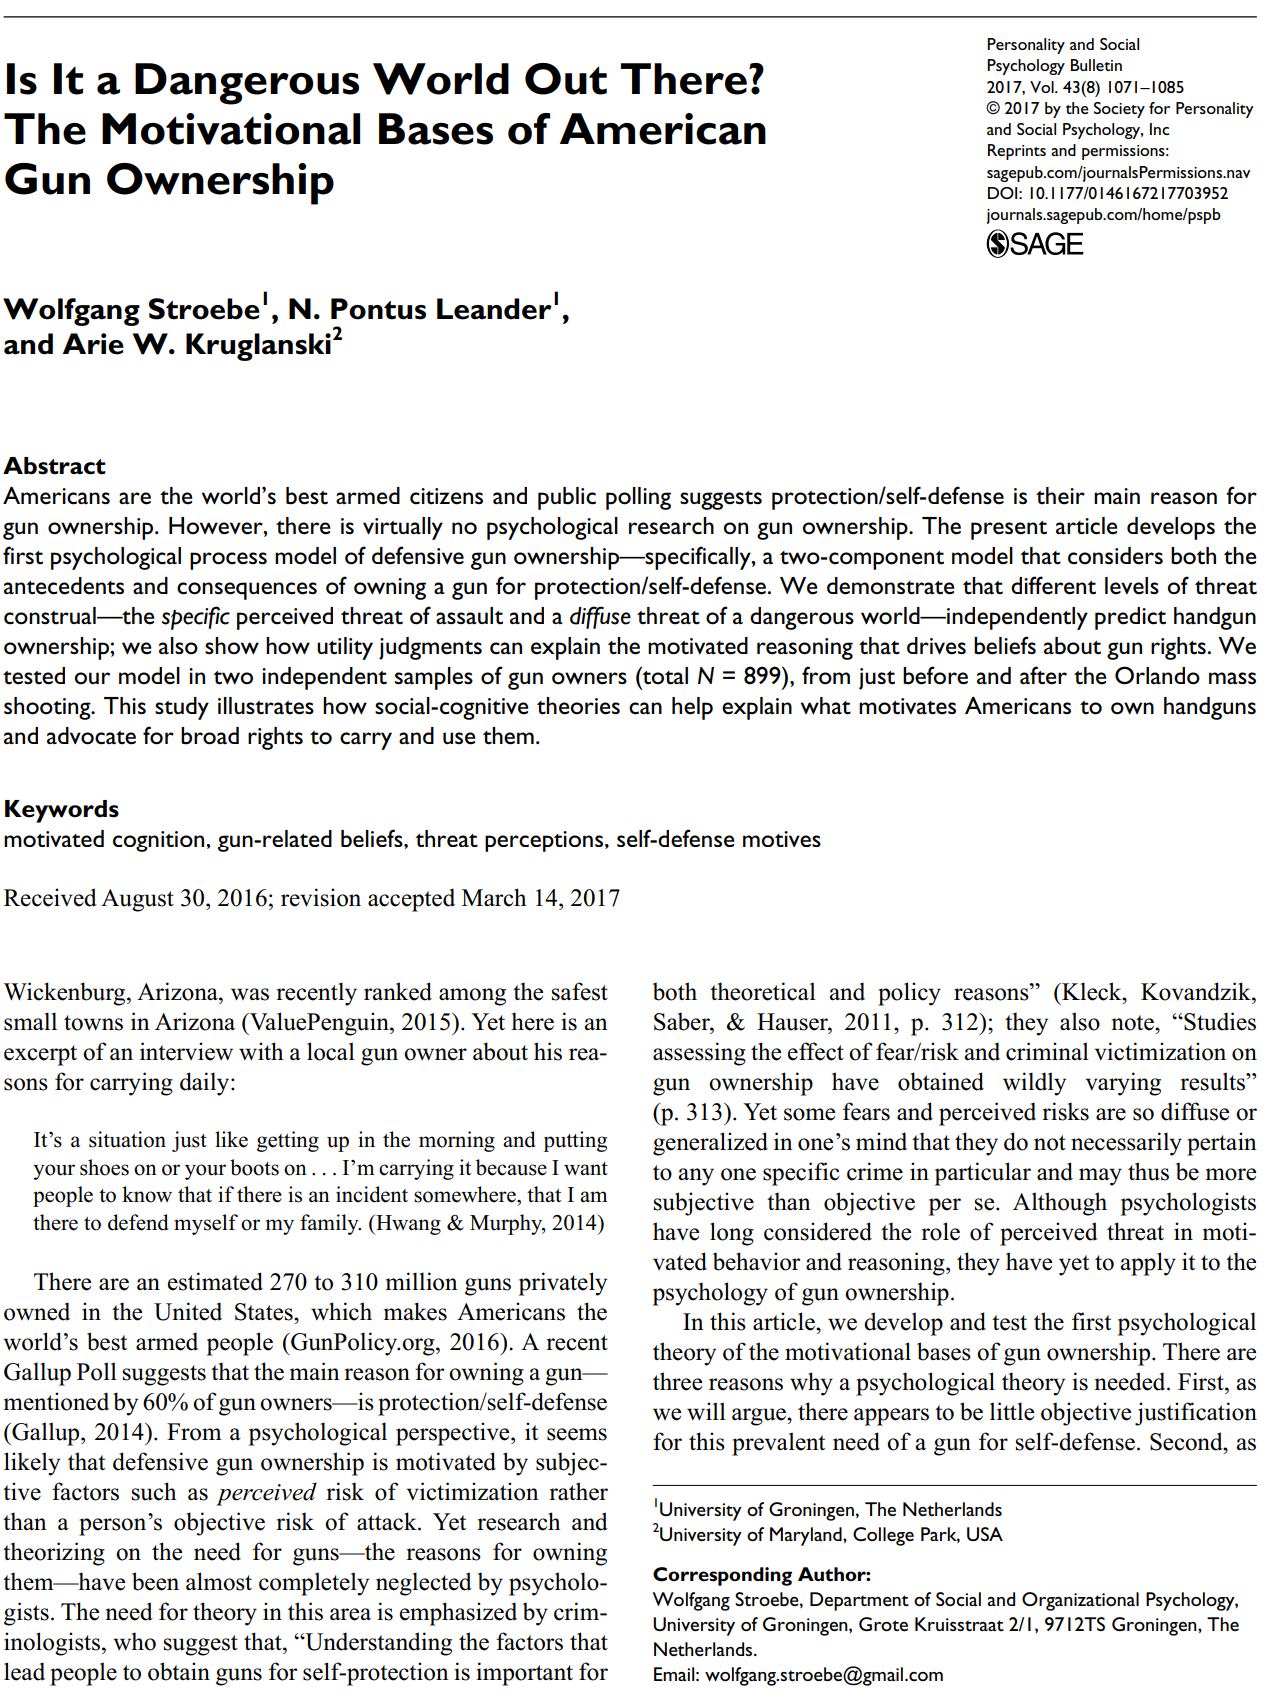 Is It a Dangerous World Out There?
The Motivational Bases of American
Gun Ownership
Personality and Social
Psychology Bulletin
2017, Vol. 43(8) 1071–1085
© 2017 by the Society for Personality
and Social Psychology, Inc
Reprints and permissions:
sagepub.com/journalsPermissions.nav
DOI: 10.1177/0146167217703952
journals.sagepub.com/home/pspb
SAGE
Wolfgang Stroebe1, N. Pontus Leander1,
and Arie W. Kruglanski2
Abstract
Americans are the world's best armed citizens and public polling suggests protection/self-defense is their main reason for
gun ownership. However, there is virtually no psychological research on gun ownership. The present article develops the
first psychological process model of defensive gun ownership—specifically, a two-component model that considers both the
antecedents and consequences of owning a gun for protection/self-defense. We demonstrate that different levels of threat
construal—the specific perceived threat of assault and a diffuse threat of a dangerous world—independently predict handgun
ownership; we also show how utility judgments can explain the motivated reasoning that drives beliefs about gun rights. We
tested our model in two independent samples of gun owners (total N = 899), from just before and after the Orlando mass
shooting. This study illustrates how social-cognitive theories can help explain what motivates Americans to own handguns
and advocate for broad rights to carry and use them.
Keywords
motivated cognition, gun-related beliefs, threat perceptions, self-defense motives
Received August 30, 2016; revision accepted March 14, 2017
Wickenburg, Arizona, was recently ranked among the safest
small towns in Arizona (ValuePenguin, 2015). Yet here is an
excerpt of an interview with a local gun owner about his rea-
sons for carrying daily:
It's a situation just like getting up in the morning and putting
your shoes on or your boots on . . . I'm carrying it because I want
people to know that if there is an incident somewhere, that I am
there to defend myself or my family. (Hwang & Murphy, 2014)
There are an estimated 270 to 310 million guns privately
owned in the United States, which makes Americans the
world's best armed people (GunPolicy.org, 2016). A recent
Gallup Poll suggests that the main reason for owning a gun—
mentioned by 60% of gun owners—is protection/self-defense
(Gallup, 2014). From a psychological perspective, it seems
likely that defensive gun ownership is motivated by subjec-
tive factors such as perceived risk of victimization rather
than a person's objective risk of attack. Yet research and
theorizing on the need for guns—the reasons for owning
them—have been almost completely neglected by psycholo-
gists. The need for theory in this area is emphasized by crim-
inologists, who suggest that, “Understanding the factors that
lead people to obtain guns for self-protection is important for
both theoretical and policy reasons” (Kleck, Kovandzik,
Saber, & Hauser, 2011, p. 312); they also note, “Studies
assessing the effect of fear/risk and criminal victimization on
gun ownership have obtained wildly varying results”
(p. 313). Yet some fears and perceived risks are so diffuse or
generalized in one's mind that they do not necessarily pertain
to any one specific crime in particular and may thus be more
subjective than objective per se. Although psychologists
have long considered the role of perceived threat in moti-
vated behavior and reasoning, they have yet to apply it to the
psychology of gun ownership.
In this article, we develop and test the first psychological
theory of the motivational bases of gun ownership. There are
three reasons why a psychological theory is needed. First, as
we will argue, there appears to be little objective justification
for this prevalent need of a gun for self-defense. Second, as
1University of Groningen, The Netherlands
2University of Maryland, College Park, USA
Corresponding Author:
Wolfgang Stroebe, Department of Social and Organizational Psychology,
University of Groningen, Grote Kruisstraat 2/1, 9712TS Groningen, The
Netherlands.
Email: wolfgang.stroebe@gmail.com